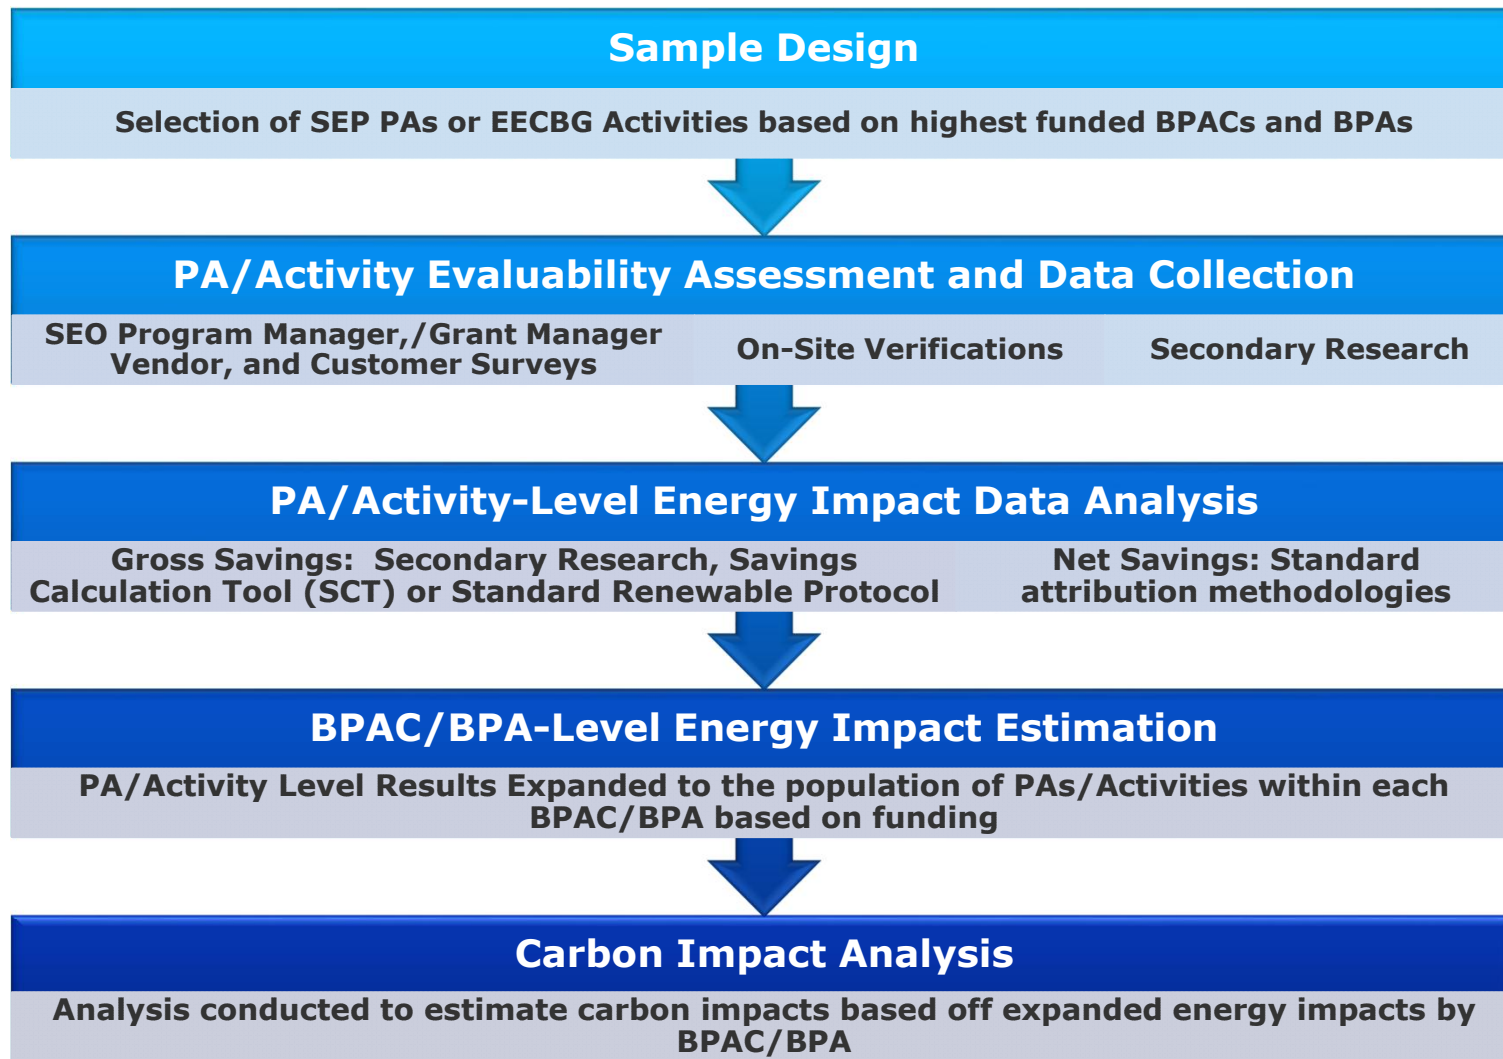 Sample Design
Selection of SEP PAs or EECBG Activities based on highest funded BPACs and BPAs
PA/Activity Evaluability Assessment and Data Collection
SEO Program Manager,/Grant Manager
Vendor, and Customer Surveys
On-Site Verifications
Secondary Research
PA/Activity-Level Energy Impact Data Analysis
Gross Savings:  Secondary Research, Savings
Calculation Tool (SCT) or Standard Renewable Protocol
Net Savings: Standard
attribution methodologies
BPAC/BPA-Level Energy Impact Estimation
PA/Activity Level Results Expanded to the population of PAs/Activities within each
BPAC/BPA based on funding
Carbon Impact Analysis
Analysis conducted to estimate carbon impacts based off expanded energy impacts by
BPAC/BPA